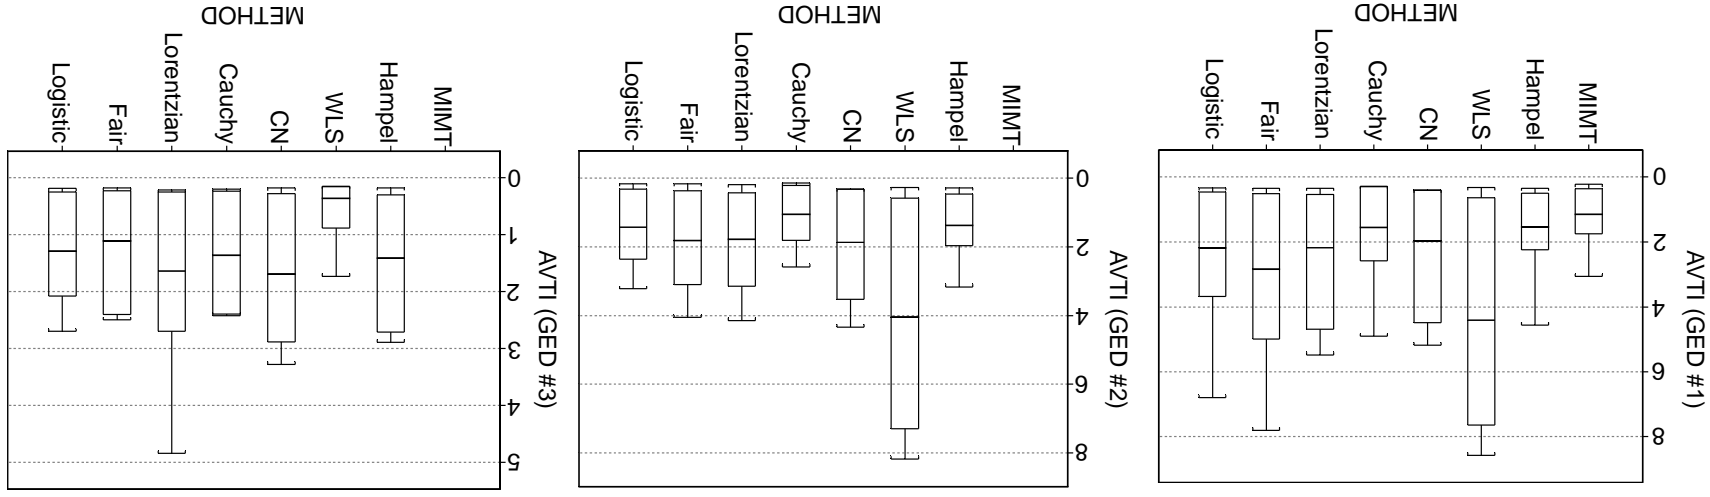 AVTI (GED #1)
8
6
4
2
0
MIMT
Hampel
WLS
CN
Cauchy
Lorentzian
Fair
Logistic
METHOD
AVTI (GED #2)
8
6
4
2
0
MIMT
Hampel
WLS
CN
Cauchy
Lorentzian
Fair
Logistic
METHOD
AVTI (GED #3)
5
4
3
2
1
0
MIMT
Hampel
WLS
CN
Cauchy
Lorentzian
Fair
Logistic
METHOD